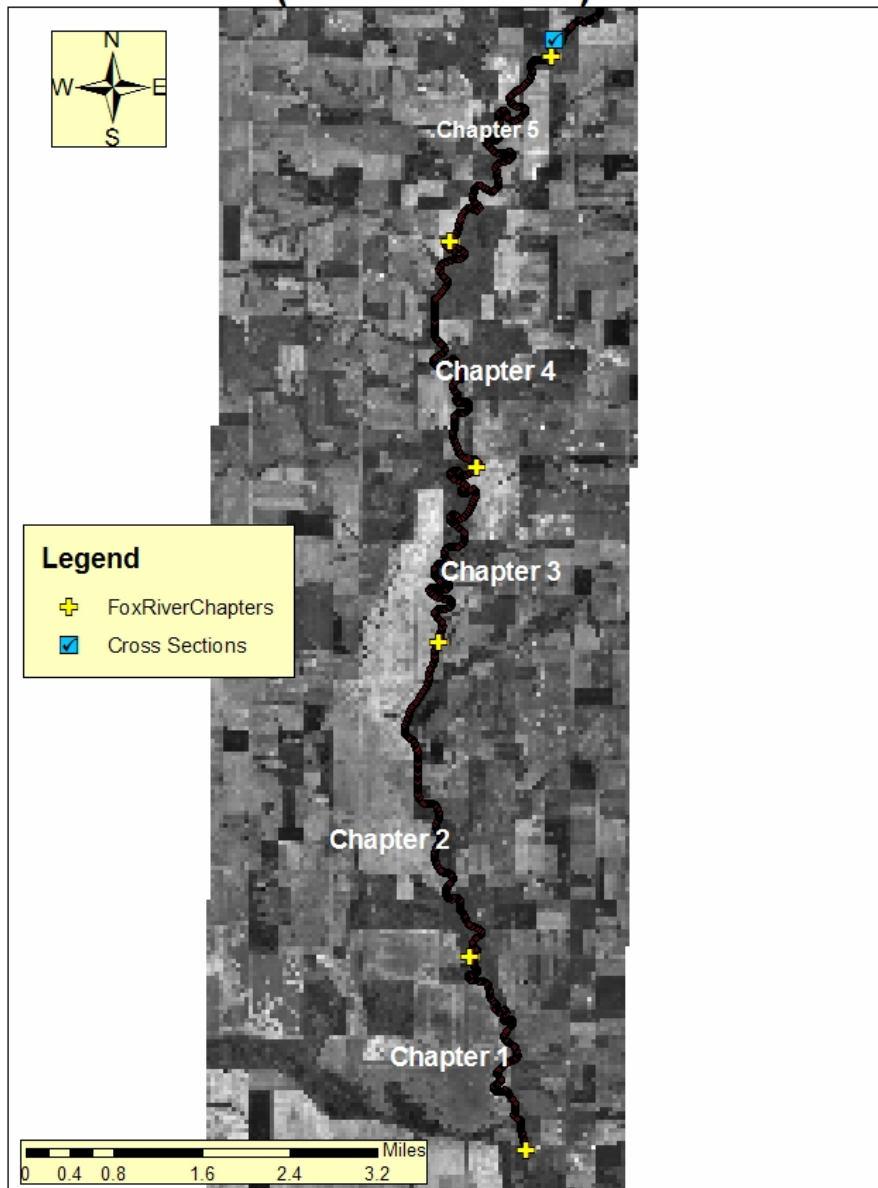 N
W E
S
Chapter 5
Chapter 4
Legend
FoxRiverChapters
Cross Sections
Chapter 3
Chapter 2
Chapter 1
Miles
0 0.4 0.8 1.6 2.4 3.2